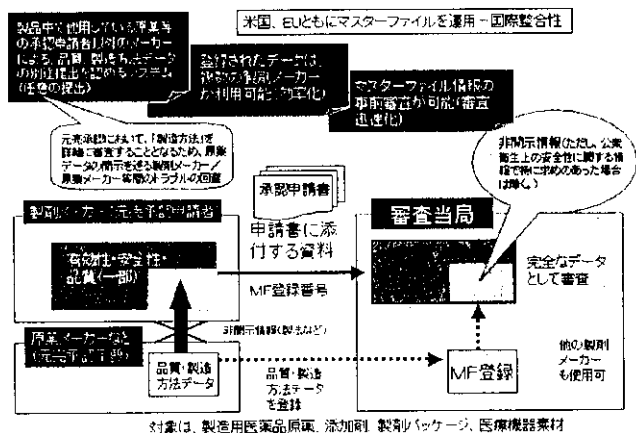 米国、EUともにマスターファイルを運用－国際整合性
製品中で使用している原薬等
の承認申請者以外のメーカー
による、品質、製造方法データ
の別途提出を認めるシステム
(任意の提出)
登録されたデータは、
複数の製剤メーカー
が利用可能(効率化)
マスターファイル情報の
事前審査が可能(審査
迅速化)
元売承認において、「製造方法」を
詳細に審査することとなるため、原薬
データの開示を巡る製剤メーカー／
原薬メーカー等間のトラブルの回避
非開示情報(ただし、公衆
衛生上の安全性に関する情
報で特に求めのあった場合
は除く。)
承認申請書
製剤メーカー(元売承認申請者)
審査当局
申請書に添
付する資料
有効性・安全性・
品質(一部)
完全なデータ
として審査
MF登録番号
非開示情報(製法など)
原薬メーカーなど
品質・製造
方法データ
品質・製造
方法データ
を登録
MF登録
他の製剤
メーカー
も使用可
対象は、製造用医薬品原薬、添加剤、製剤パッケージ、医療機器素材